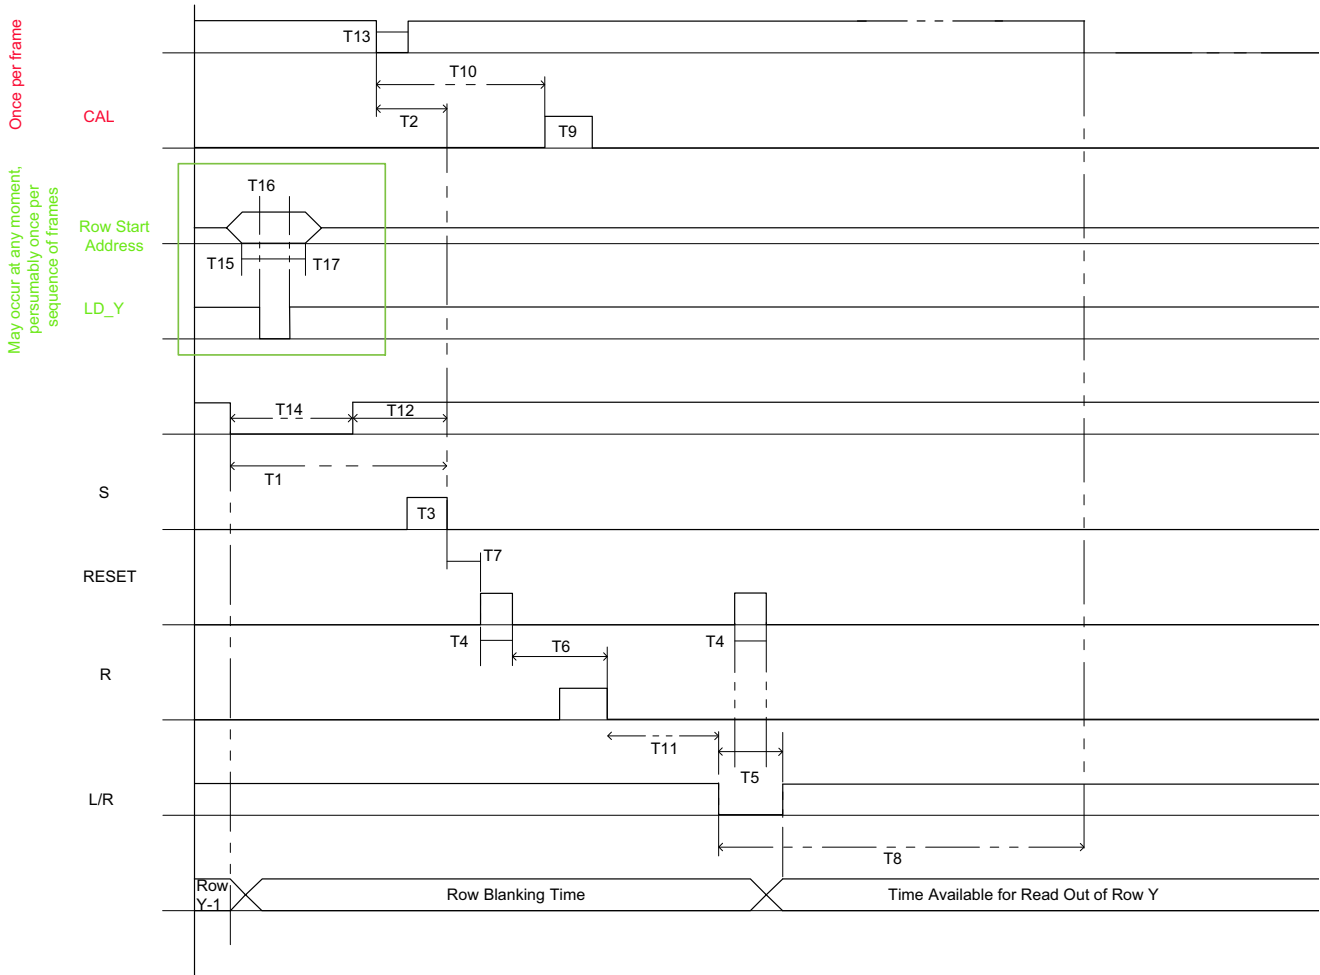 Once per frame
T13
T10
T2
CAL
T9
May occur at any moment,
persumably once per
sequence of frames
T16
Row Start
Address
T15
T17
LD_Y
T14
T12
T1
S
T3
T7
RESET
T4
T6
T4
R
T11
T5
L/R
T8
Row
Y-1
Row Blanking Time
Time Available for Read Out of Row Y